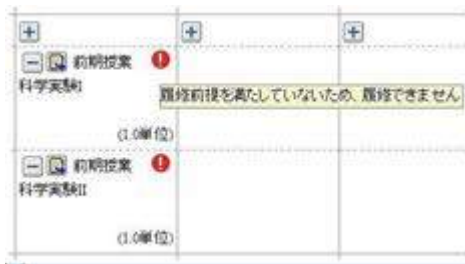 前期授業
科学実験I
履修前提を満たしていないため、履修できません
(1.0単位)
前期授業
科学実験II
(1.0単位)